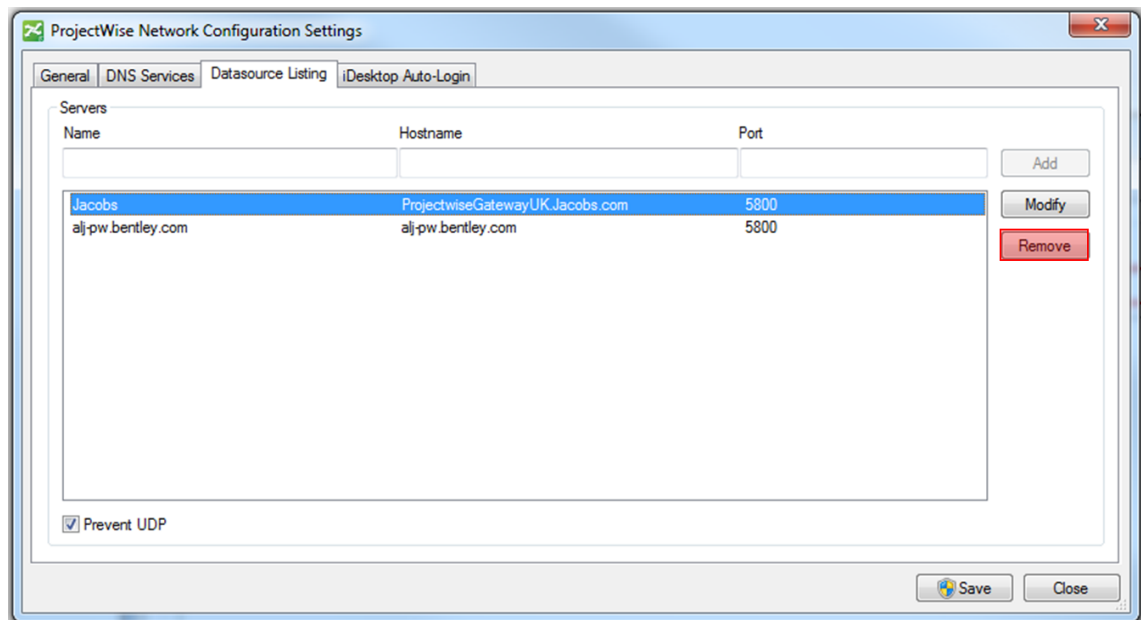 ProjectWise Network Configuration Settings
General DNS Services Datasource Listing iDesktop Auto-Login
Servers
Name Hostname Port
Add
Jacobs ProjectwiseGatewayUK.Jacobs.com 5800 Modify
alj-pw.bentley.com alj-pw.bentley.com 5800
Remove
Prevent UDP
Save Close